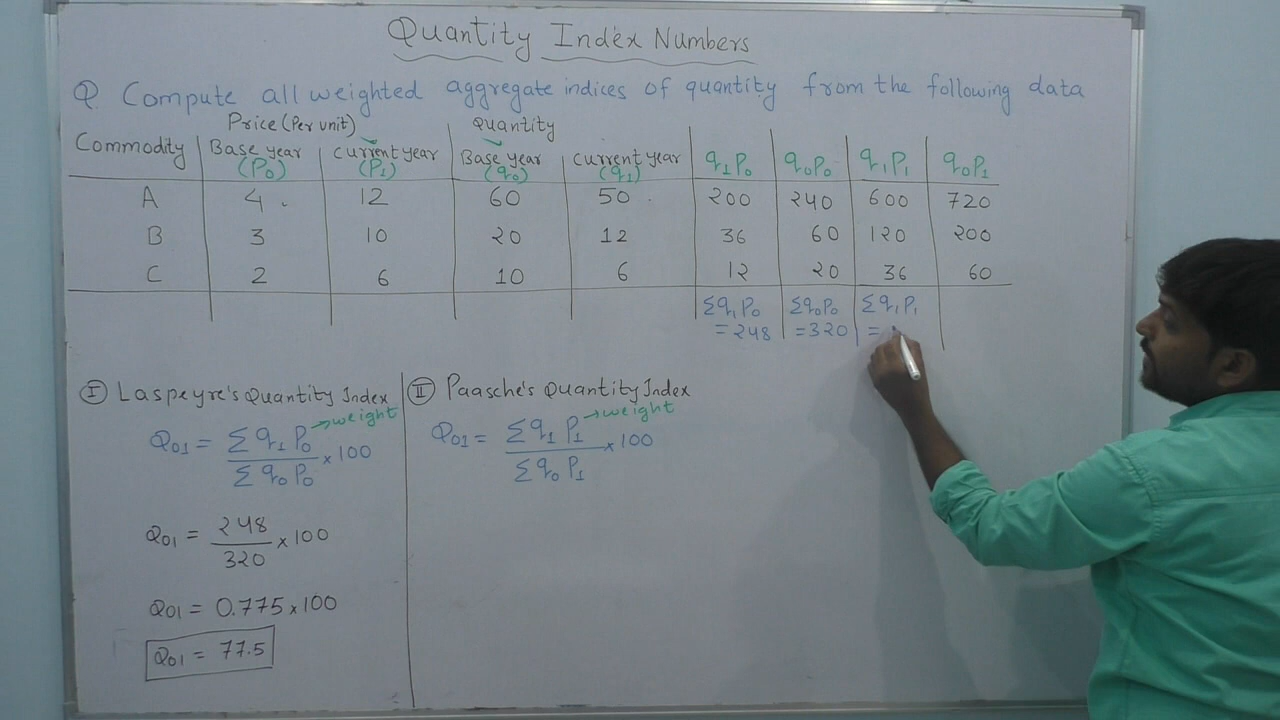 Quantity Index Numbers
Q Compute all weighted aggregate indices of quantity from the following data
Price (Per unit) Quantity
Commodity Base year Current year Base year Current year q₁P₀ q₀P₀ q₁P₁ q₀P₁
(P₀) (P₁) (q₀) (q₁)
A 4 12 60 50 200 240 600 720
B 3 10 20 12 36 60 120 200
C 2 6 10 6 12 20 36 60
Σq₁P₀ Σq₀P₀ Σq₁P₁
=248 =320 =
I Laspeyre's Quantity Index
→weight
Q₀₁ = Σq₁P₀ / Σq₀P₀ × 100
Q₀₁ = 248 / 320 × 100
Q₀₁ = 0.775 × 100
Q₀₁ = 77.5
II Paasche's Quantity Index
→weight
Q₀₁ = Σq₁P₁ / Σq₀P₁ × 100